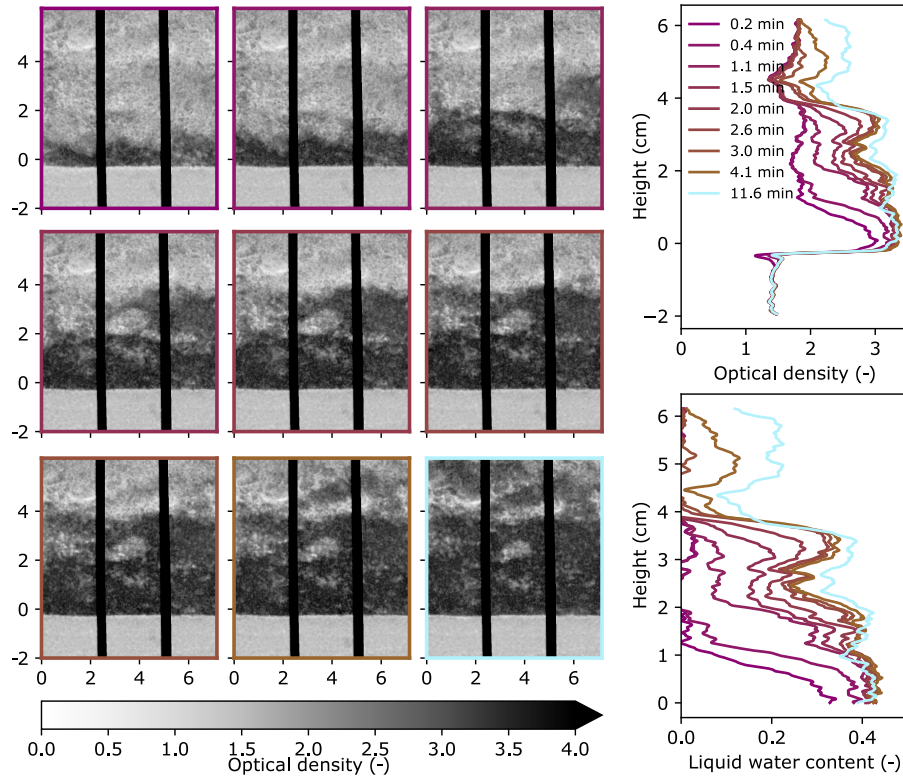 4
2
0
-2
4
2
0
-2
4
2
0
-2
0 2 4 6
0 2 4 6
0 2 4 6
0.0 0.5 1.0 1.5 2.0 2.5 3.0 3.5 4.0
Optical density (-)
6
4
2
0
−2
Height (cm)
0.2 min
0.4 min
1.1 min
1.5 min
2.0 min
2.6 min
3.0 min
4.1 min
11.6 min
0 1 2 3
Optical density (-)
6
5
4
3
2
1
0
Height (cm)
0.0 0.2 0.4
Liquid water content (-)